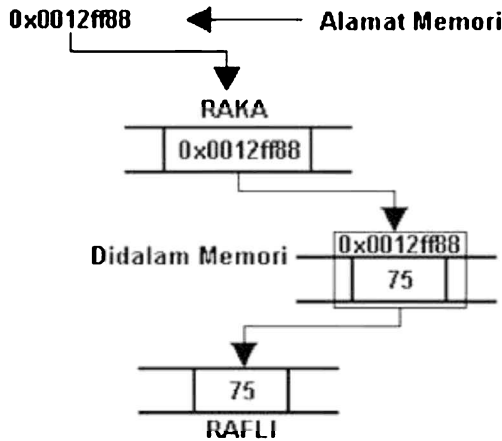 0x0012ff88 Alamat Memori
RAKA
0x0012ff88
0x0012ff88
Didalam Memori
75
75
RAFLI